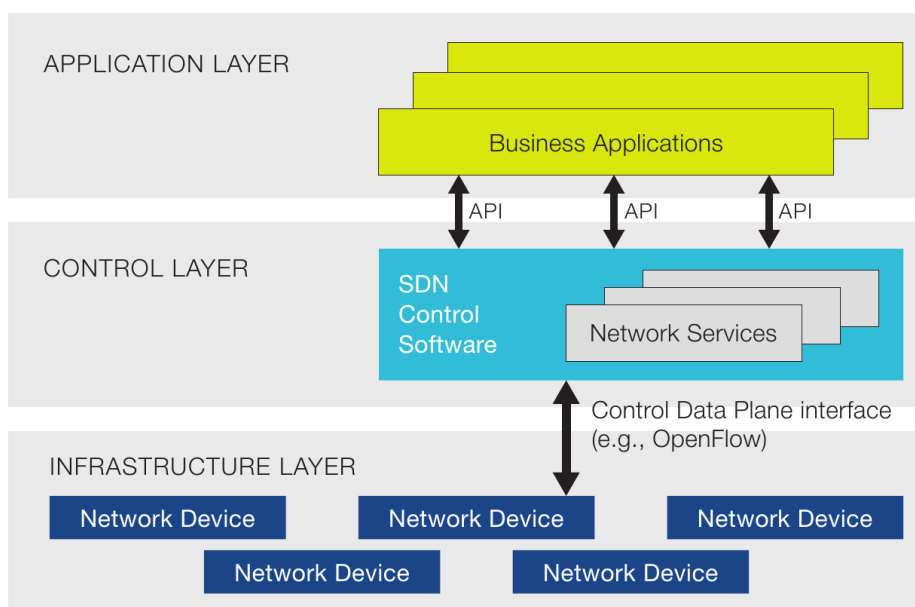 APPLICATION LAYER
Business Applications
API
API
API
CONTROL LAYER
SDN
Control
Software
Network Services
Control Data Plane interface
(e.g., OpenFlow)
INFRASTRUCTURE LAYER
Network Device
Network Device
Network Device
Network Device
Network Device